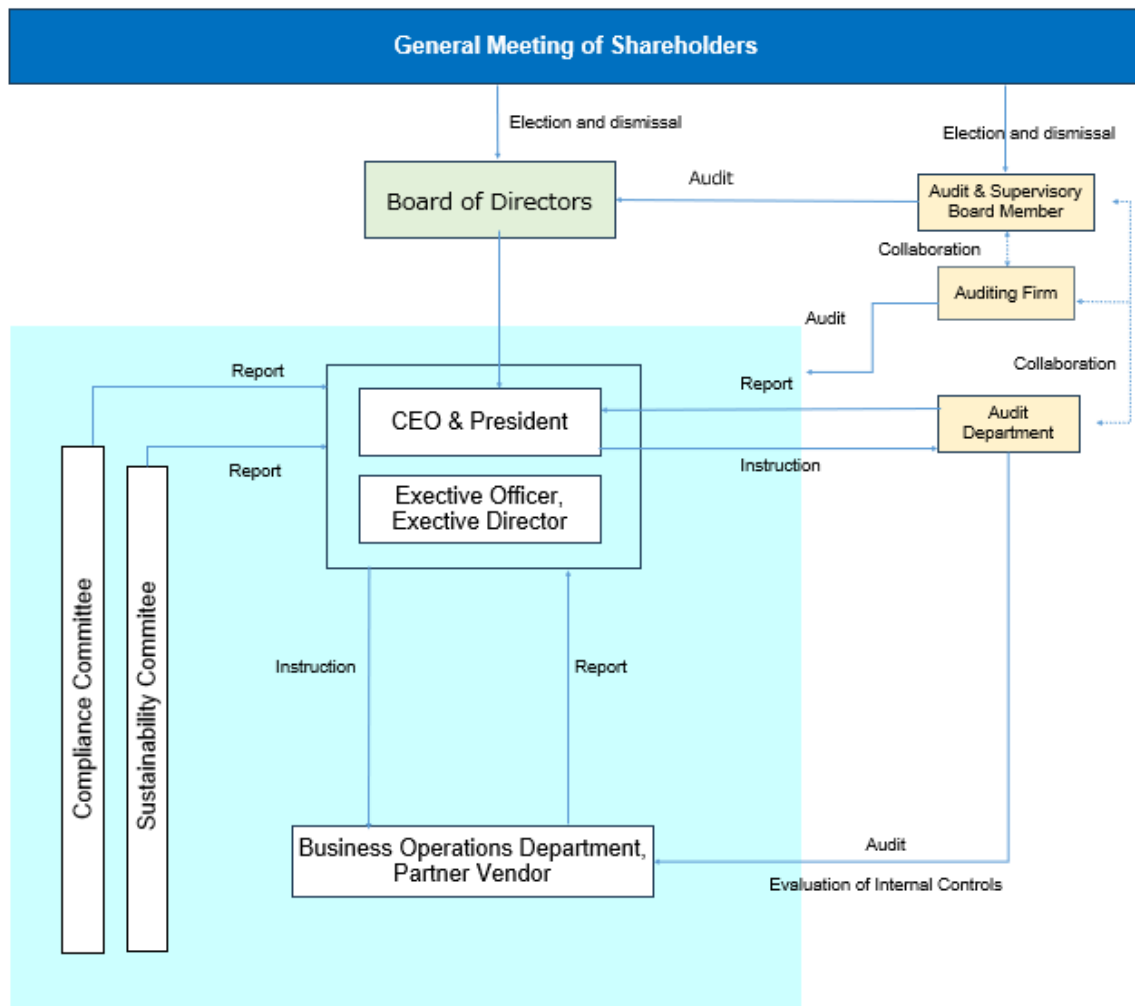 General Meeting of Shareholders
Election and dismissal
Election and dismissal
Board of Directors
Audit
Audit & Supervisory
Board Member
Collaboration
Auditing Firm
Audit
Collaboration
Report
Report
CEO & President
Audit
Department
Report
Instruction
Exective Officer,
Exective Director
Compliance Committee
Sustainability Commitee
Instruction
Report
Business Operations Department,
Partner Vendor
Audit
Evaluation of Internal Controls